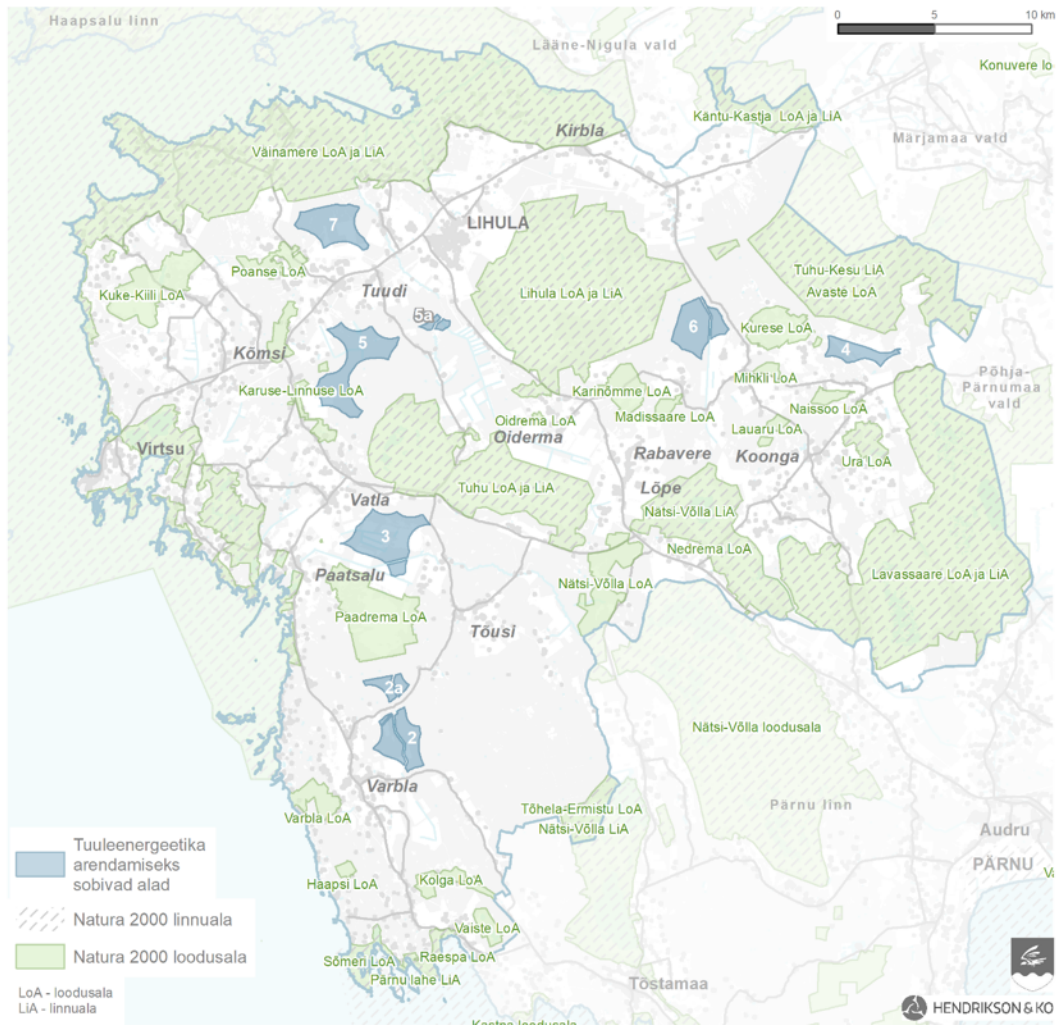 0 5 10 km
Haapsalu linn
Lääne-Nigula vald
Konuvere lo
Käntu-Kastja LoA ja LiA
Kirbla
Märjamaa vald
Väinamere LoA ja LiA
7
LIHULA
Poanse LoA
Tuhu-Kesu LiA
Avaste LoA
Kuke-Kiili LoA
Tuudi
Lihula LoA ja LiA
5a
6
Kurese LoA
5
4
Kõmsi
Põhja-
Pärnumaa
vald
Karuse-Linnuse LoA
Karinõmme LoA
Mihkli LoA
Naissoo LoA
Madissaare LoA
Oidrema LoA
Lauaru LoA
Oiderma
Virtsu
Rabavere
Koonga
Ura LoA
Tuhu LoA ja LiA
Lõpe
Vatla
Nätsi-Võlla LiA
3
Nedrema LoA
Paatsalu
Lavassaare LoA ja LiA
Nätsi-Võlla LoA
Paadrema LoA
Tõusi
2a
Nätsi-Võlla loodusala
2
Varbla
Tõhela-Ermistu LoA
Nätsi-Võlla LiA
Pärnu linn
Varbla LoA
Audru
PÄRNU
Haapsi LoA
Kolga LoA
Vaiste LoA
Sõmeri LoA
Raespa LoA
Pärnu lahe LiA
Tõstamaa
Kastna loodusala
Tuuleenergeetika
arendamiseks
sobivad alad
Natura 2000 linnuala
Natura 2000 loodusala
LoA - loodusala
LiA - linnuala
HENDRIKSON & KO